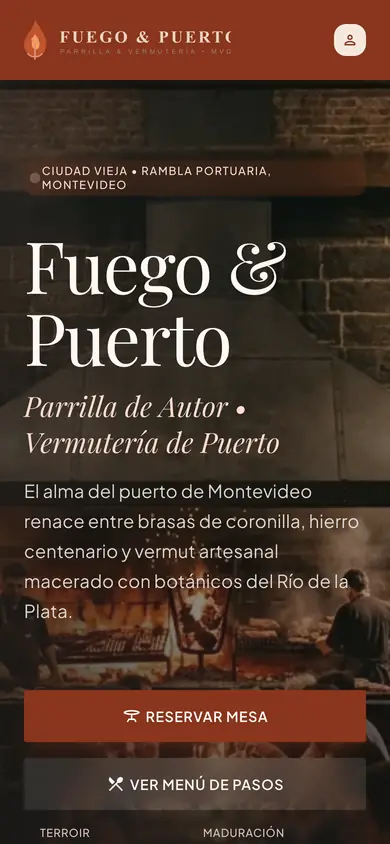 FUEGO & PUERTO
PARRILLA & VERMUTERÍA • MVD
CIUDAD VIEJA • RAMBLA PORTUARIA,
MONTEVIDEO
Fuego &
Puerto
Parrilla de Autor •
Vermutería de Puerto
El alma del puerto de Montevideo
renace entre brasas de coronilla, hierro
centenario y vermut artesanal
macerado con botánicos del Río de la
Plata.
RESERVAR MESA
VER MENÚ DE PASOS
TERROIR
MADURACIÓN